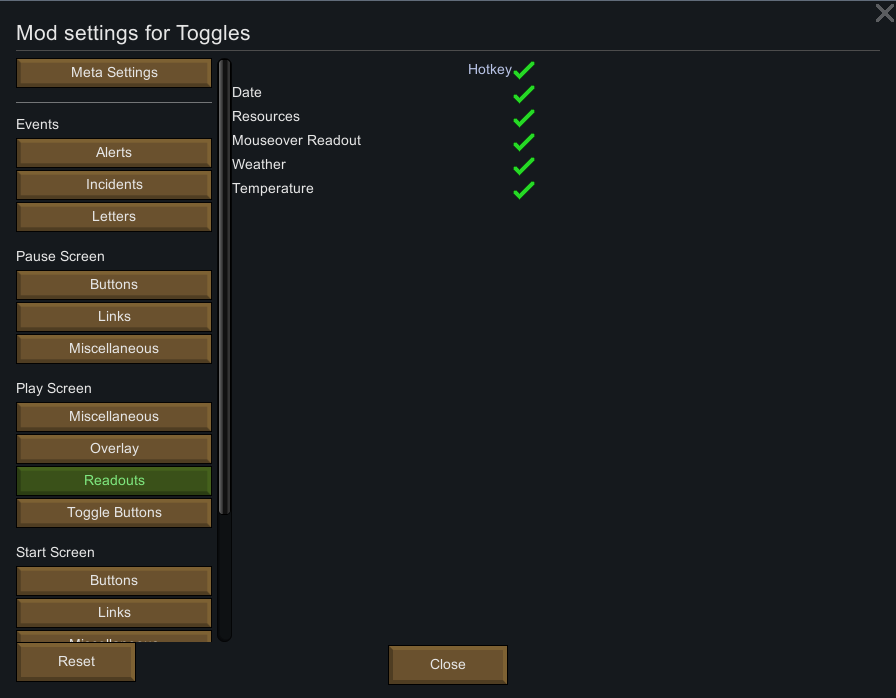 Mod settings for Toggles
Meta Settings
Events
Alerts
Incidents
Letters
Pause Screen
Buttons
Links
Miscellaneous
Play Screen
Miscellaneous
Overlay
Readouts
Toggle Buttons
Start Screen
Buttons
Links
Miscellaneous
Reset
Hotkey
Date
Resources
Mouseover Readout
Weather
Temperature
Close